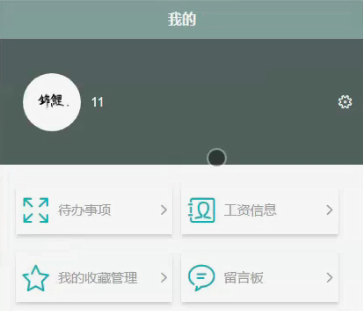 我的
锦鲤.
11
待办事项
工资信息
我的收藏管理
留言板